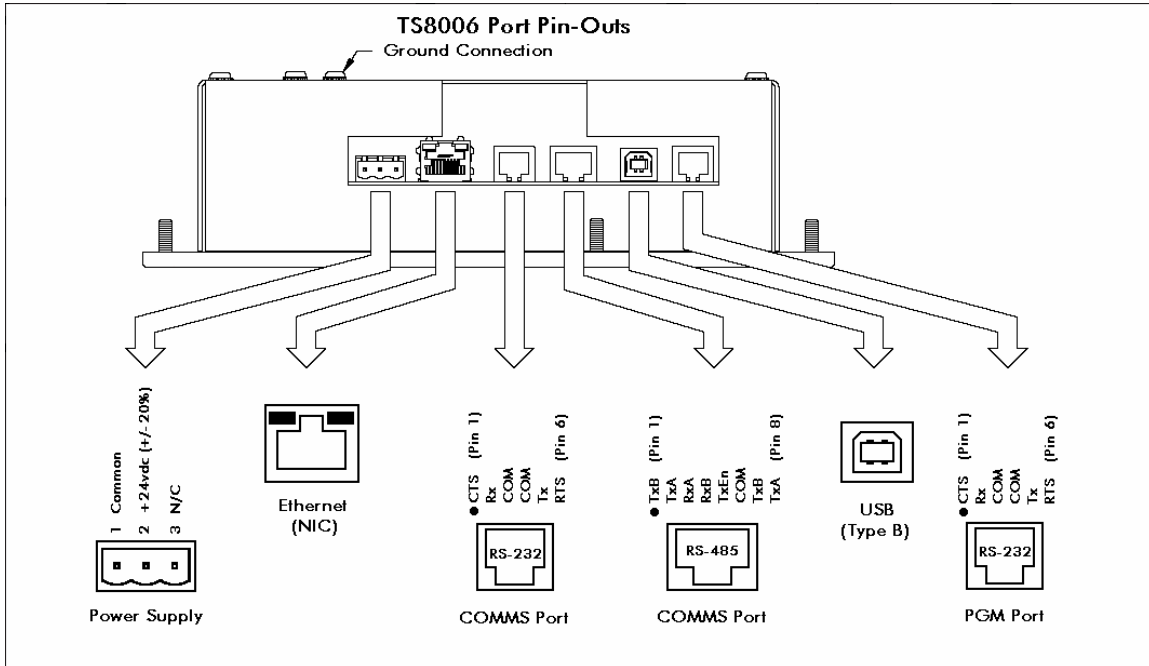 TS8006 Port Pin-Outs
Ground Connection
1 Common
2 +24vdc (+/- 20%)
3 N/C
Power Supply
Ethernet
(NIC)
CTS (Pin 1)
Rx
COM
COM
Tx
RTS (Pin 6)
RS-232
COMMS Port
TxB (Pin 1)
TxA
RxA
RxB
TxEn
COM
TxB
TxA (Pin 8)
RS-485
COMMS Port
USB
(Type B)
CTS (Pin 1)
Rx
COM
COM
Tx
RTS (Pin 6)
RS-232
PGM Port